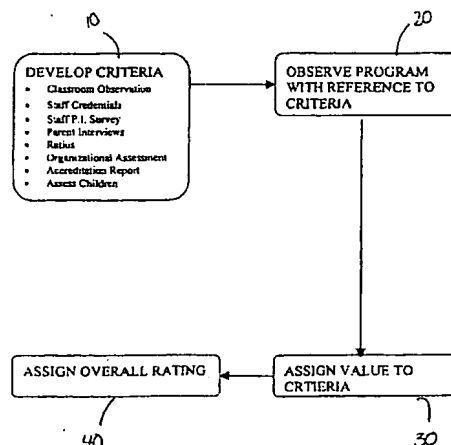 10
DEVELOP CRITERIA
• Classroom Observation
• Staff Credentials
• Staff P.I. Survey
• Parent Interviews
• Ratios
• Organizational Assessment
• Accreditation Report
• Assess Children
20
OBSERVE PROGRAM
WITH REFERENCE TO
CRITERIA
ASSIGN OVERALL RATING
40
ASSIGN VALUE TO
CRTIERIA
30